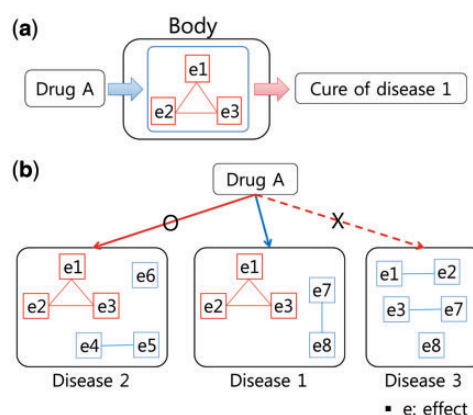 (a)
Body
Drug A
e1
e2
e3
Cure of disease 1
(b)
Drug A
O
X
e1
e6
e2
e3
e4
e5
Disease 2
e1
e7
e2
e3
e8
Disease 1
e1
e2
e3
e7
e8
Disease 3
▪ e: effect